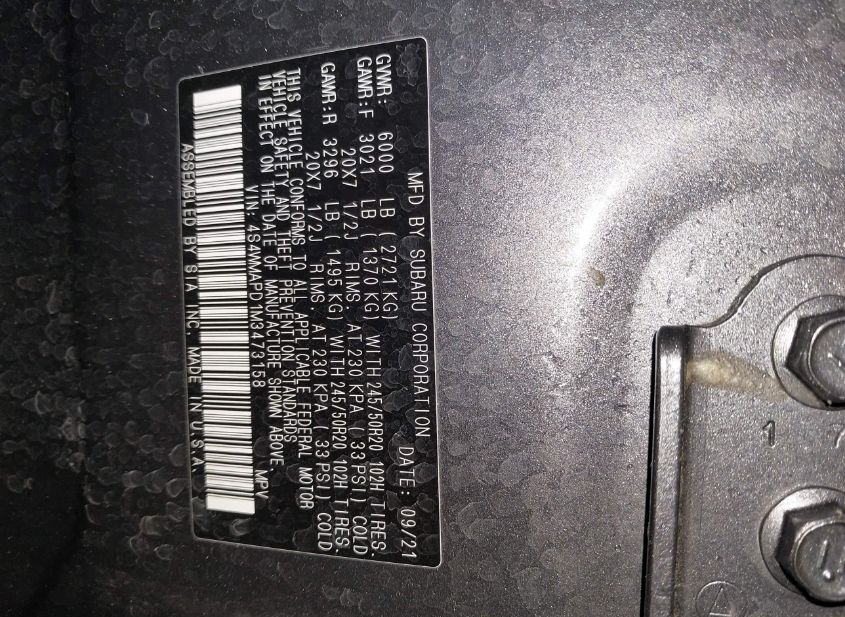 MFD BY SUBARU CORPORATION DATE: 09/21
GVWR: 6000 LB ( 2721 KG)
GAWR:F 3021 LB ( 1370 KG) WITH 245/50R20 102H TIRES.
20X7 1/2J RIMS, AT 230 KPA ( 33 PSI) COLD
GAWR:R 3296 LB ( 1495 KG) WITH 245/50R20 102H TIRES.
20X7 1/2J RIMS, AT 230 KPA ( 33 PSI) COLD
THIS VEHICLE CONFORMS TO ALL APPLICABLE FEDERAL MOTOR
VEHICLE SAFETY AND THEFT PREVENTION STANDARDS
IN EFFECT ON THE DATE OF MANUFACTURE SHOWN ABOVE.
VIN: 4S4WMAPD1M3473158 MPV
ASSEMBLED BY SIA INC. MADE IN U.S.A.
1 7
A